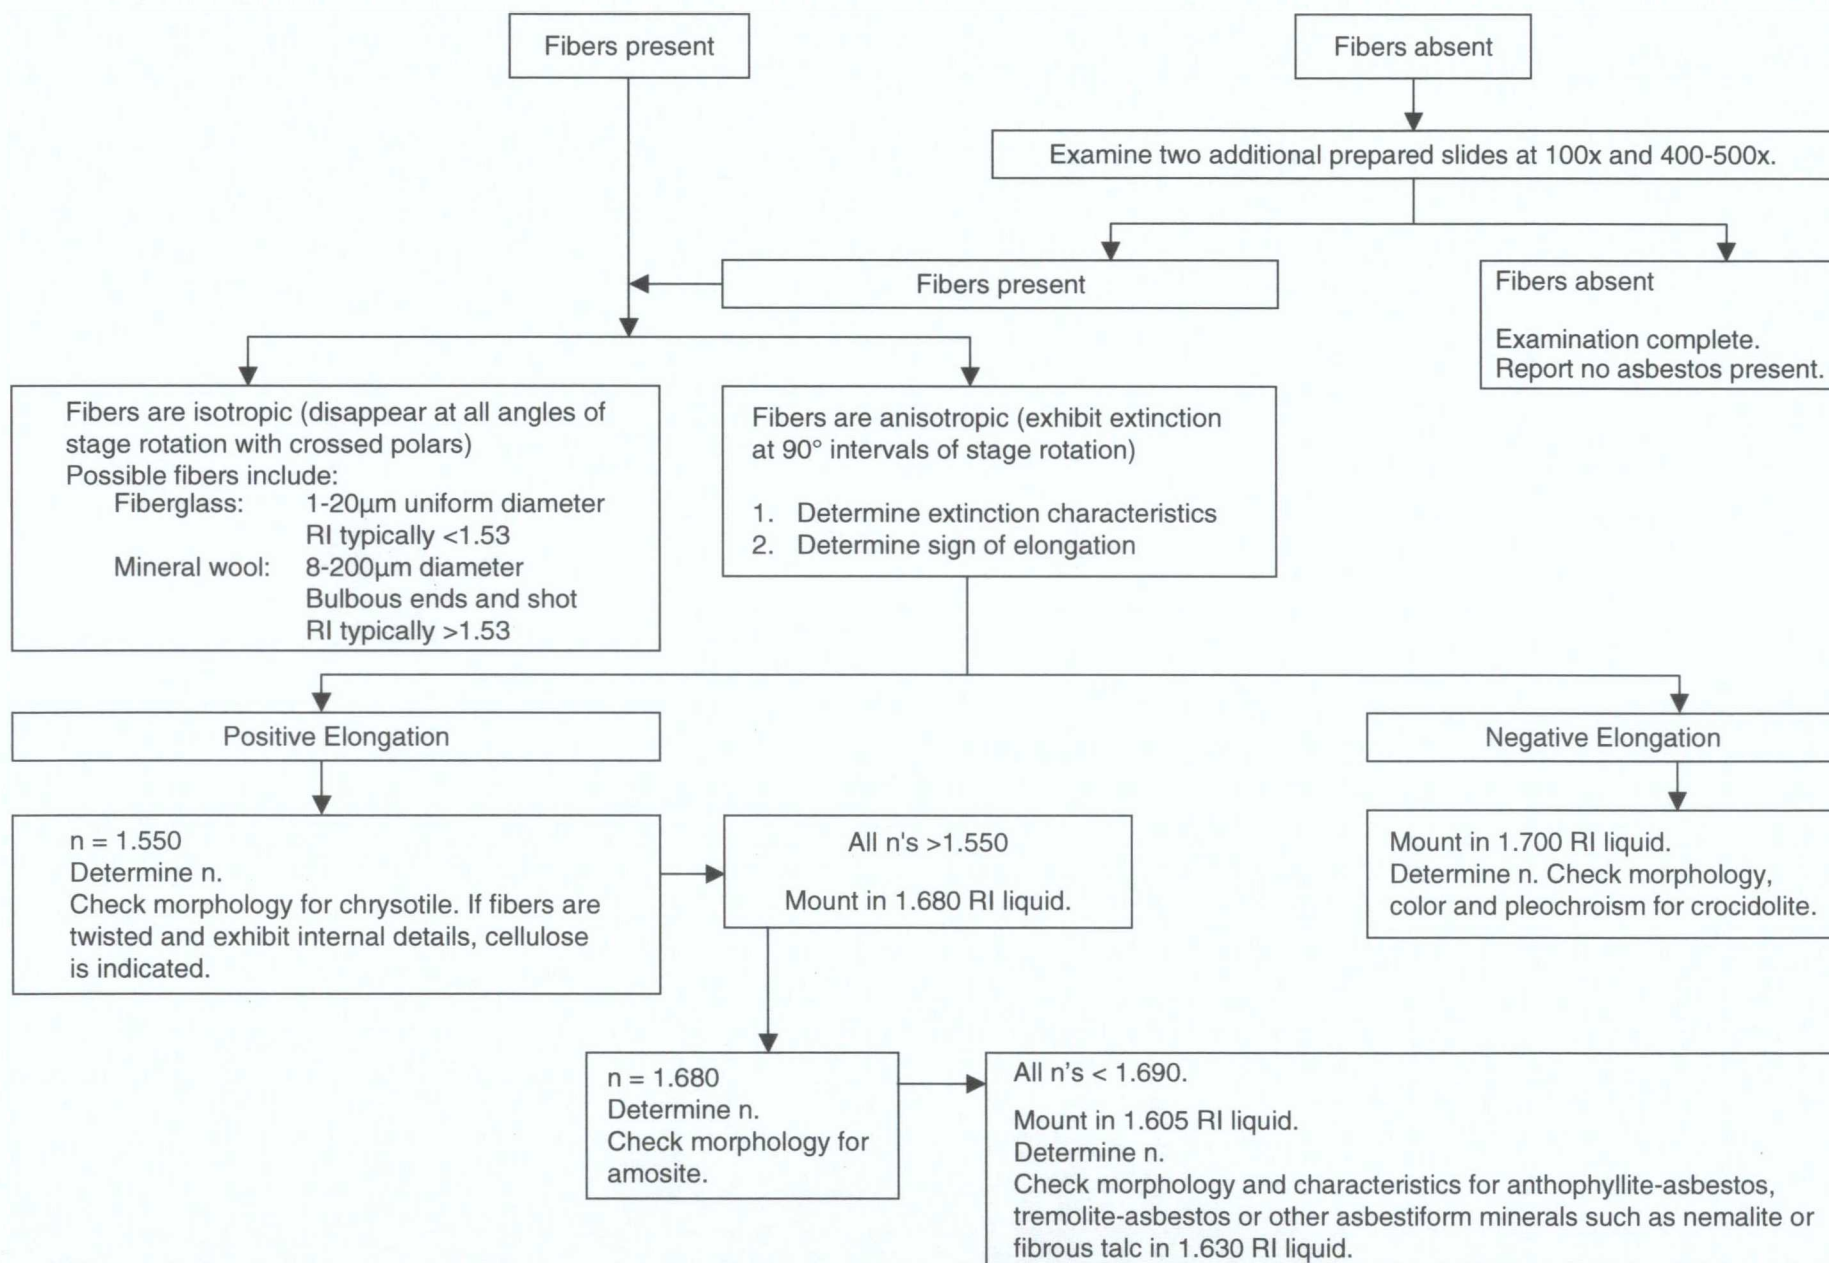 Fibers present
Fibers absent
Examine two additional prepared slides at 100x and 400-500x.
Fibers present
Fibers absent
Examination complete.
Report no asbestos present.
Fibers are isotropic (disappear at all angles of
stage rotation with crossed polars)
Possible fibers include:
Fiberglass: 1-20µm uniform diameter
RI typically <1.53
Mineral wool: 8-200µm diameter
Bulbous ends and shot
RI typically >1.53
Fibers are anisotropic (exhibit extinction
at 90° intervals of stage rotation)
1. Determine extinction characteristics
2. Determine sign of elongation
Positive Elongation
Negative Elongation
n = 1.550
Determine n.
Check morphology for chrysotile. If fibers are
twisted and exhibit internal details, cellulose
is indicated.
All n's >1.550
Mount in 1.680 RI liquid.
Mount in 1.700 RI liquid.
Determine n. Check morphology,
color and pleochroism for crocidolite.
n = 1.680
Determine n.
Check morphology for
amosite.
All n's < 1.690.
Mount in 1.605 RI liquid.
Determine n.
Check morphology and characteristics for anthophyllite-asbestos,
tremolite-asbestos or other asbestiform minerals such as nemalite or
fibrous talc in 1.630 RI liquid.